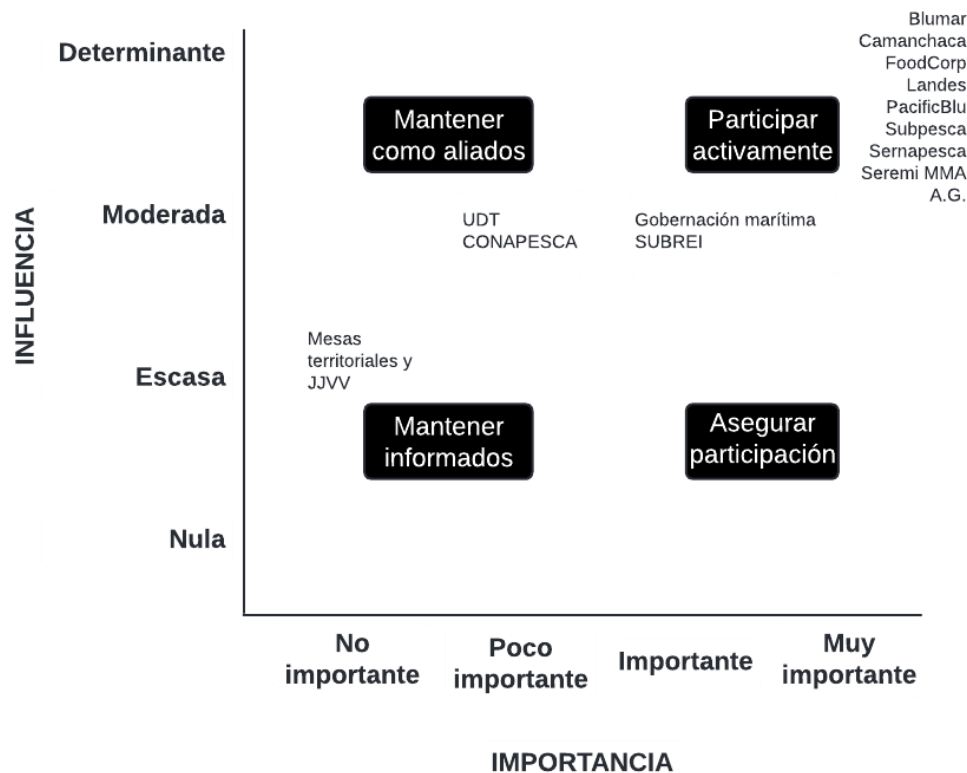 Blumar
Camanchaca
FoodCorp
Landes
PacificBlu
Subpesca
Sernapesca
Seremi MMA
A.G.
Determinante
Mantener
como aliados
Participar
activamente
Moderada
UDT
CONAPESCA
Gobernación marítima
SUBREI
INFLUENCIA
Mesas
territoriales y
JJVV
Escasa
Mantener
informados
Asegurar
participación
Nula
No
importante
Poco
importante
Importante
Muy
importante
IMPORTANCIA